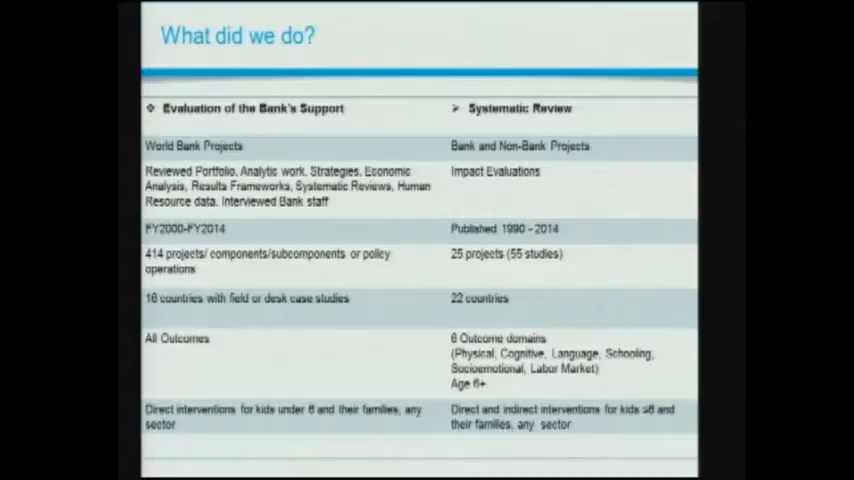 What did we do?
❖ Evaluation of the Bank's Support
➢ Systematic Review
World Bank Projects
Bank and Non-Bank Projects
Reviewed Portfolio, Analytic work, Strategies, Economic
Analysis, Results Frameworks, Systematic Reviews, Human
Resource data. Interviewed Bank staff
Impact Evaluations
FY2000-FY2014
Published 1990 - 2014
414 projects/ components/subcomponents or policy
operations
25 projects (55 studies)
16 countries with field or desk case studies
22 countries
All Outcomes
6 Outcome domains
(Physical, Cognitive, Language, Schooling,
Socioemotional, Labor Market)
Age 6+
Direct interventions for kids under 6 and their families, any
sector
Direct and indirect interventions for kids ≤6 and
their families, any sector